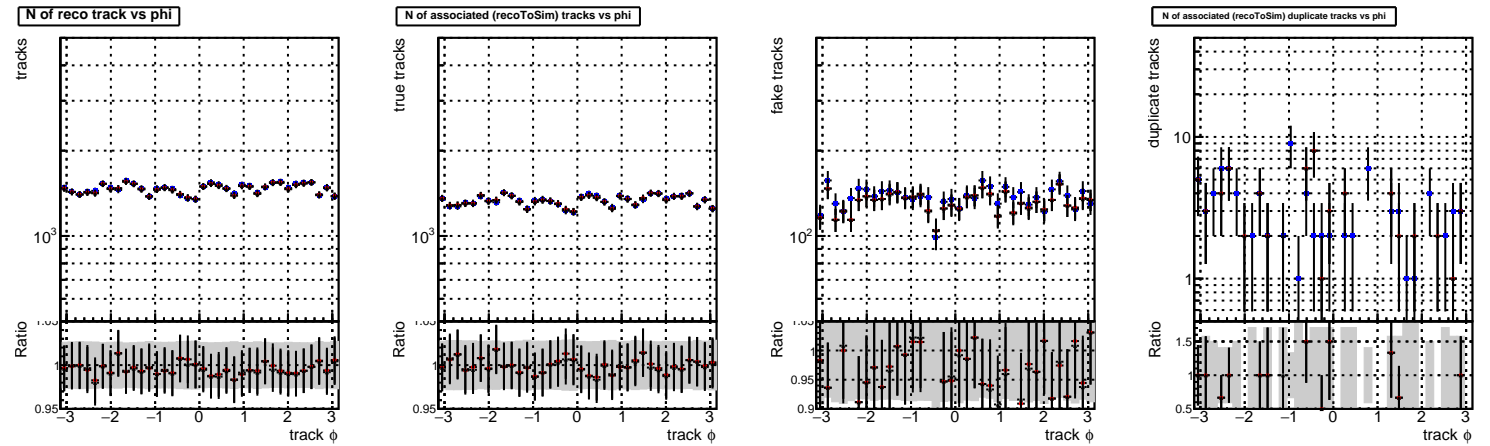 N of reco track vs phi
tracks
10³
Ratio
1.05
1
0.95
−3 −2 −1 0 1 2 3
track ϕ
N of associated (recoToSim) tracks vs phi
true tracks
10³
Ratio
1.05
1
0.95
−3 −2 −1 0 1 2 3
track ϕ
fake tracks
10²
Ratio
1
0.95
0.9
−3 −2 −1 0 1 2 3
track ϕ
N of associated (recoToSim) duplicate tracks vs phi
duplicate tracks
10
1
Ratio
1.5
1
0.5
−3 −2 −1 0 1 2 3
track ϕ